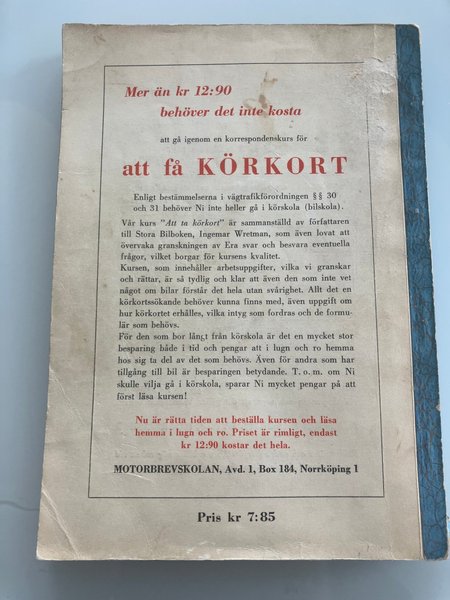 Mer än kr 12:90
behöver det inte kosta
att gå igenom en korrespondenskurs för
att få KÖRKORT
Enligt bestämmelserna i vägtrafikförordningen §§ 30
och 31 behöver Ni inte heller gå i körskola (bilskola).
Vår kurs "Att ta körkort" är sammanställd av författaren
till Stora Bilboken, Ingemar Wretman, som även lovat att
övervaka granskningen av Era svar och besvara eventuella
frågor, vilket borgar för kursens kvalitet.
Kursen, som innehåller arbetsuppgifter, vilka vi granskar
och rättar, är så tydlig och klar att även den som inte vet
något om bilar förstår det hela utan svårighet. Allt det en
körkortssökande behöver kunna finns med, även uppgift om
hur körkortet erhålles, vilka intyg som fordras och de formu-
lär som behövs.
För den som bor långt från körskola är det en mycket stor
besparing både i tid och pengar att i lugn och ro hemma
hos sig ta del av det som behövs. Även för andra som har
tillgång till bil är besparingen betydande. T. o. m. om Ni
skulle vilja gå i körskola, sparar Ni mycket pengar på att
först läsa kursen!
Nu är rätta tiden att beställa kursen och läsa
hemma i lugn och ro. Priset är rimligt, endast
kr 12:90 kostar det hela.
MOTORBREVSKOLAN, Avd. 1, Box 184, Norrköping 1
Pris kr 7:85